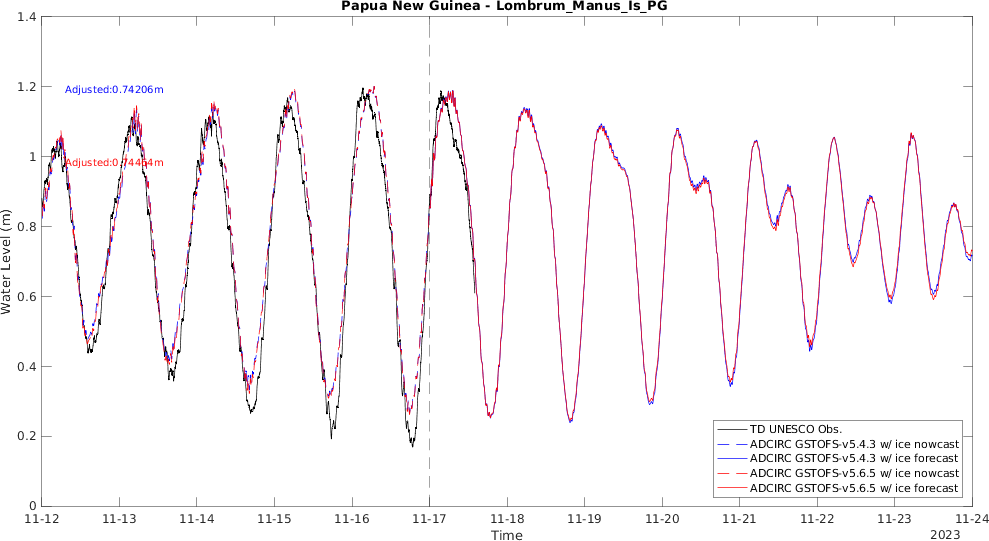 Papua New Guinea - Lombrum_Manus_Is_PG
1.4
1.2
1
0.8
0.6
0.4
0.2
0
Water Level (m)
Adjusted:0.74206m
Adjusted:0.74464m
TD UNESCO Obs.
ADCIRC GSTOFS-v5.4.3 w/ ice nowcast
ADCIRC GSTOFS-v5.4.3 w/ ice forecast
ADCIRC GSTOFS-v5.6.5 w/ ice nowcast
ADCIRC GSTOFS-v5.6.5 w/ ice forecast
11-12 11-13 11-14 11-15 11-16 11-17 11-18 11-19 11-20 11-21 11-22 11-23 11-24
Time
2023